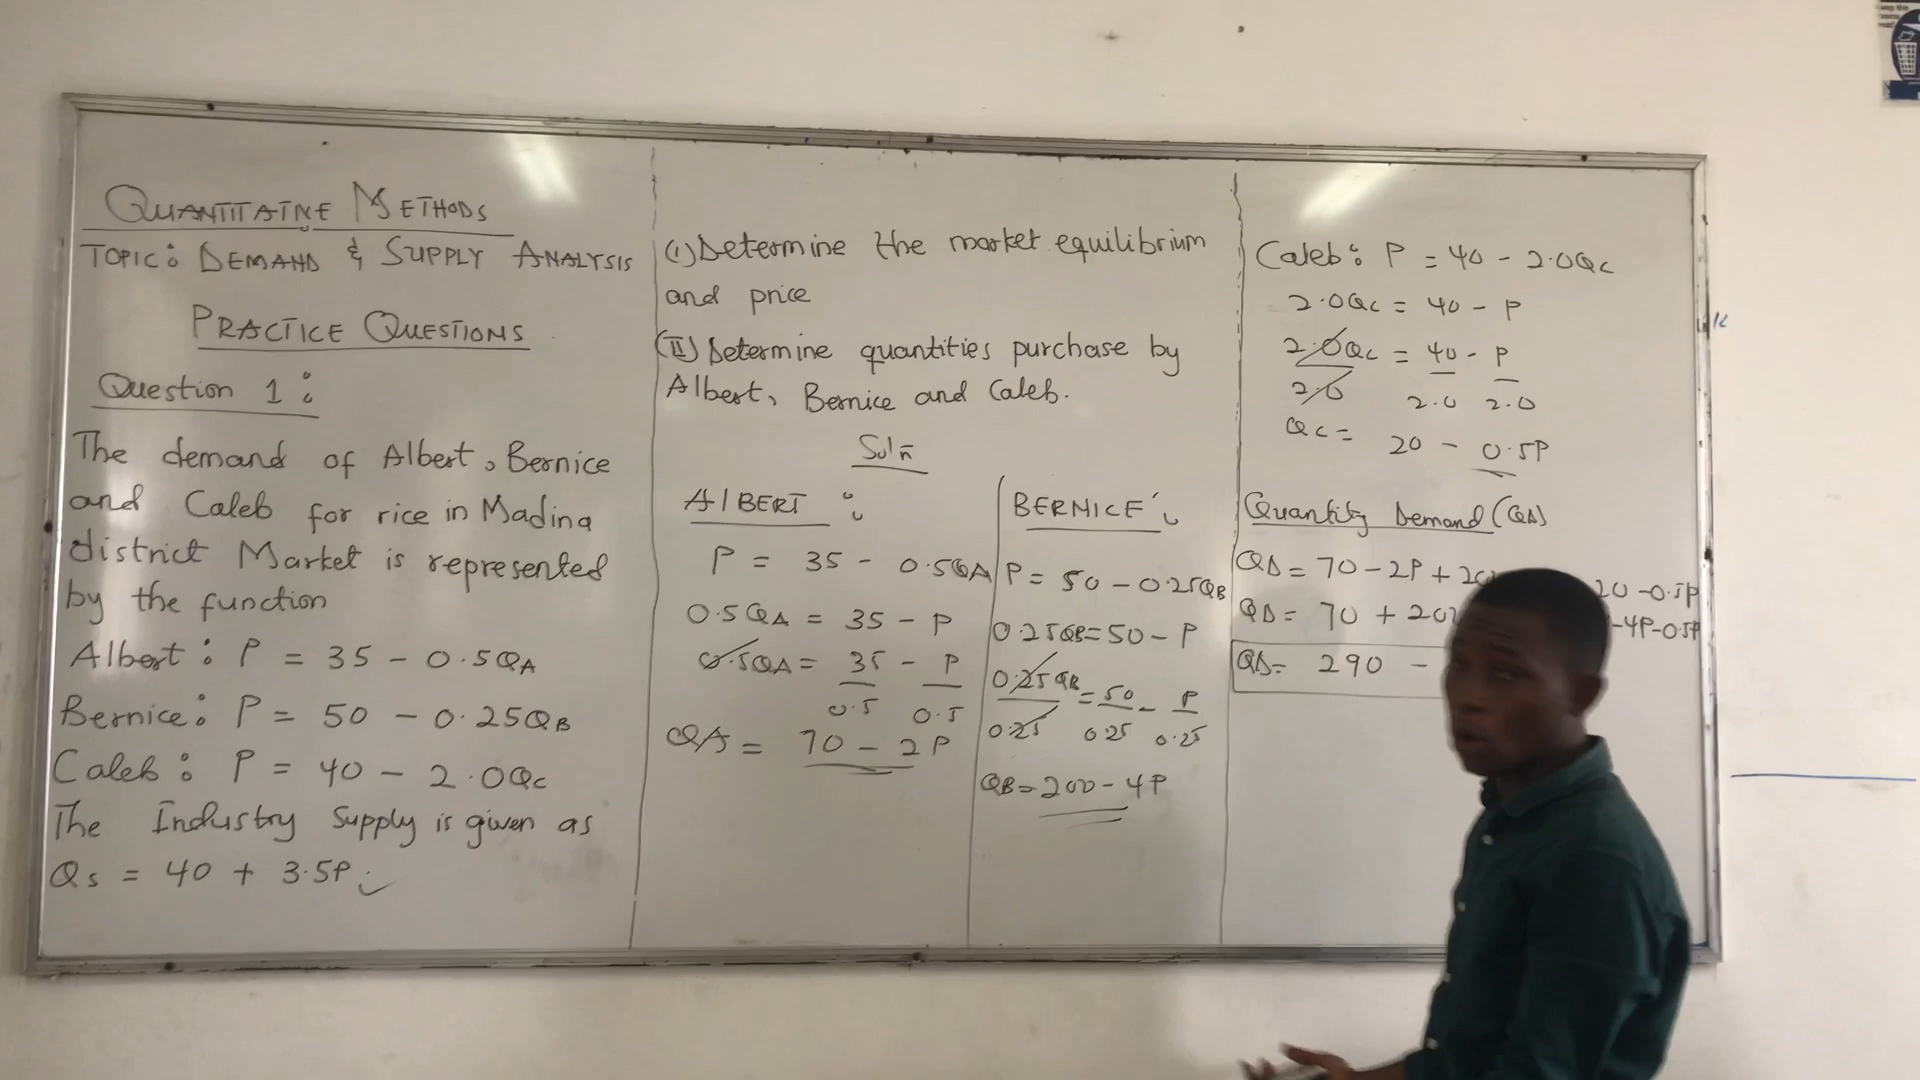 QUANTITATIVE METHODS
TOPIC: DEMAND & SUPPLY ANALYSIS
PRACTICE QUESTIONS
Question 1:
The demand of Albert, Bernice
and Caleb for rice in Madina
district Market is represented
by the function
Albert: P = 35 - 0.5QA
Bernice: P = 50 - 0.25QB
Caleb: P = 40 - 2.0Qc
The Industry Supply is given as
Qs = 40 + 3.5P
(i) Determine the market equilibrium
and price
(II) Determine quantities purchase by
Albert, Bernice and Caleb.
Soln
ALBERT:
P = 35 - 0.5QA
0.5QA = 35 - P
0.5QA = 35 - P
0.5 0.5
QA = 70 - 2P
BERNICE:
P = 50 - 0.25QB
0.25QB = 50 - P
0.25QB = 50 - P
0.25 0.25 0.25
QB = 200 - 4P
Caleb: P = 40 - 2.0Qc
2.0Qc = 40 - P
2.0Qc = 40 - P
2.0 2.0 2.0
Qc = 20 - 0.5P
Quantity Demand (QD)
QD = 70 - 2P + 20 20 - 0.5P
QD = 70 + 20 - 4P - 0.5P
QD = 290 -